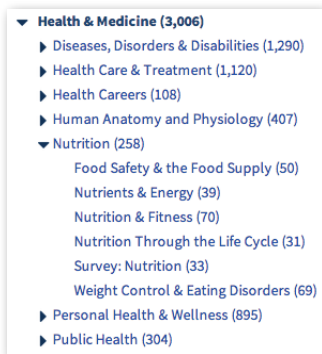 Health & Medicine (3,006)
Diseases, Disorders & Disabilities (1,290)
Health Care & Treatment (1,120)
Health Careers (108)
Human Anatomy and Physiology (407)
Nutrition (258)
Food Safety & the Food Supply (50)
Nutrients & Energy (39)
Nutrition & Fitness (70)
Nutrition Through the Life Cycle (31)
Survey: Nutrition (33)
Weight Control & Eating Disorders (69)
Personal Health & Wellness (895)
Public Health (304)